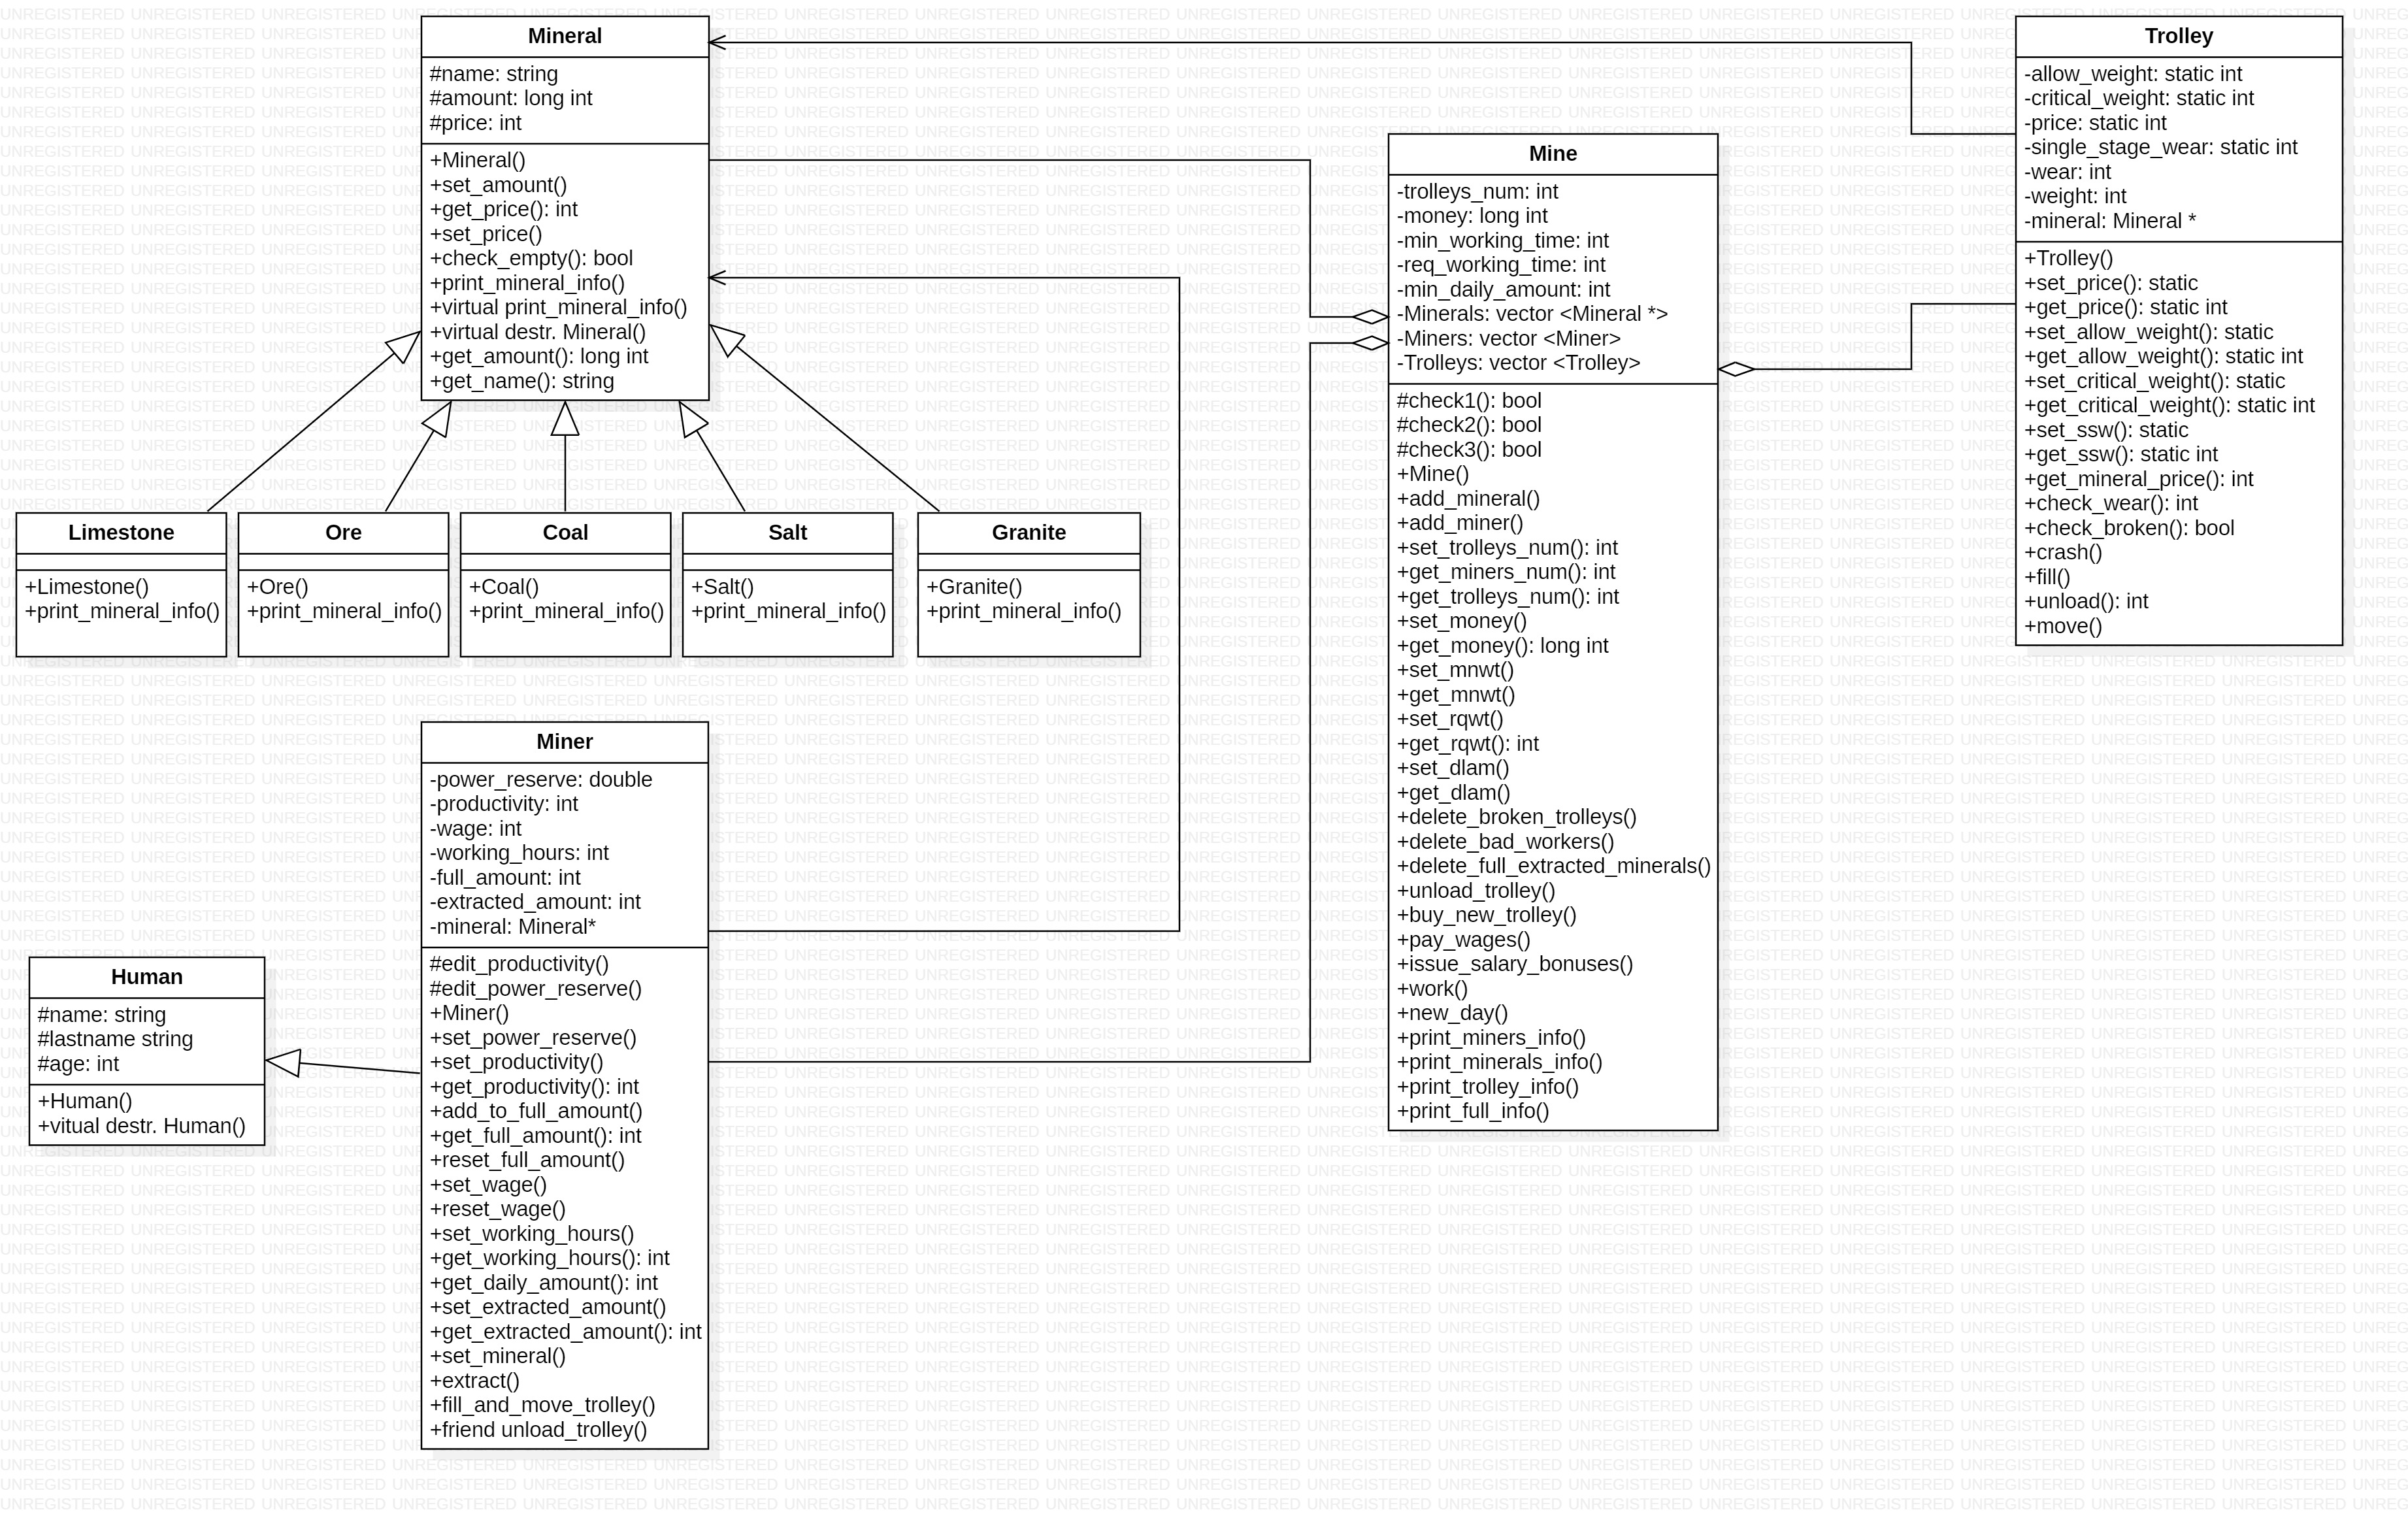 Mineral
#name: string
#amount: long int
#price: int
+Mineral()
+set_amount()
+get_price(): int
+set_price()
+check_empty(): bool
+print_mineral_info()
+virtual print_mineral_info()
+virtual destr. Mineral()
+get_amount(): long int
+get_name(): string
Trolley
-allow_weight: static int
-critical_weight: static int
-price: static int
-single_stage_wear: static int
-wear: int
-weight: int
-mineral: Mineral *
+Trolley()
+set_price(): static
+get_price(): static int
+set_allow_weight(): static
+get_allow_weight(): static int
+set_critical_weight(): static
+get_critical_weight(): static int
+set_ssw(): static
+get_ssw(): static int
+get_mineral_price(): int
+check_wear(): int
+check_broken(): bool
+crash()
+fill()
+unload(): int
+move()
Mine
-trolleys_num: int
-money: long int
-min_working_time: int
-req_working_time: int
-min_daily_amount: int
-Minerals: vector <Mineral *>
-Miners: vector <Miner>
-Trolleys: vector <Trolley>
#check1(): bool
#check2(): bool
#check3(): bool
+Mine()
+add_mineral()
+add_miner()
+set_trolleys_num(): int
+get_miners_num(): int
+get_trolleys_num(): int
+set_money()
+get_money(): long int
+set_mnwt()
+get_mnwt()
+set_rqwt()
+get_rqwt(): int
+set_dlam()
+get_dlam()
+delete_broken_trolleys()
+delete_bad_workers()
+delete_full_extracted_minerals()
+unload_trolley()
+buy_new_trolley()
+pay_wages()
+issue_salary_bonuses()
+work()
+new_day()
+print_miners_info()
+print_minerals_info()
+print_trolley_info()
+print_full_info()
Limestone
+Limestone()
+print_mineral_info()
Ore
+Ore()
+print_mineral_info()
Coal
+Coal()
+print_mineral_info()
Salt
+Salt()
+print_mineral_info()
Granite
+Granite()
+print_mineral_info()
Miner
-power_reserve: double
-productivity: int
-wage: int
-working_hours: int
-full_amount: int
-extracted_amount: int
-mineral: Mineral*
#edit_productivity()
#edit_power_reserve()
+Miner()
+set_power_reserve()
+set_productivity()
+get_productivity(): int
+add_to_full_amount()
+get_full_amount(): int
+reset_full_amount()
+set_wage()
+reset_wage()
+set_working_hours()
+get_working_hours(): int
+get_daily_amount(): int
+set_extracted_amount()
+get_extracted_amount(): int
+set_mineral()
+extract()
+fill_and_move_trolley()
+friend unload_trolley()
Human
#name: string
#lastname string
#age: int
+Human()
+vitual destr. Human()
UNREGISTERED